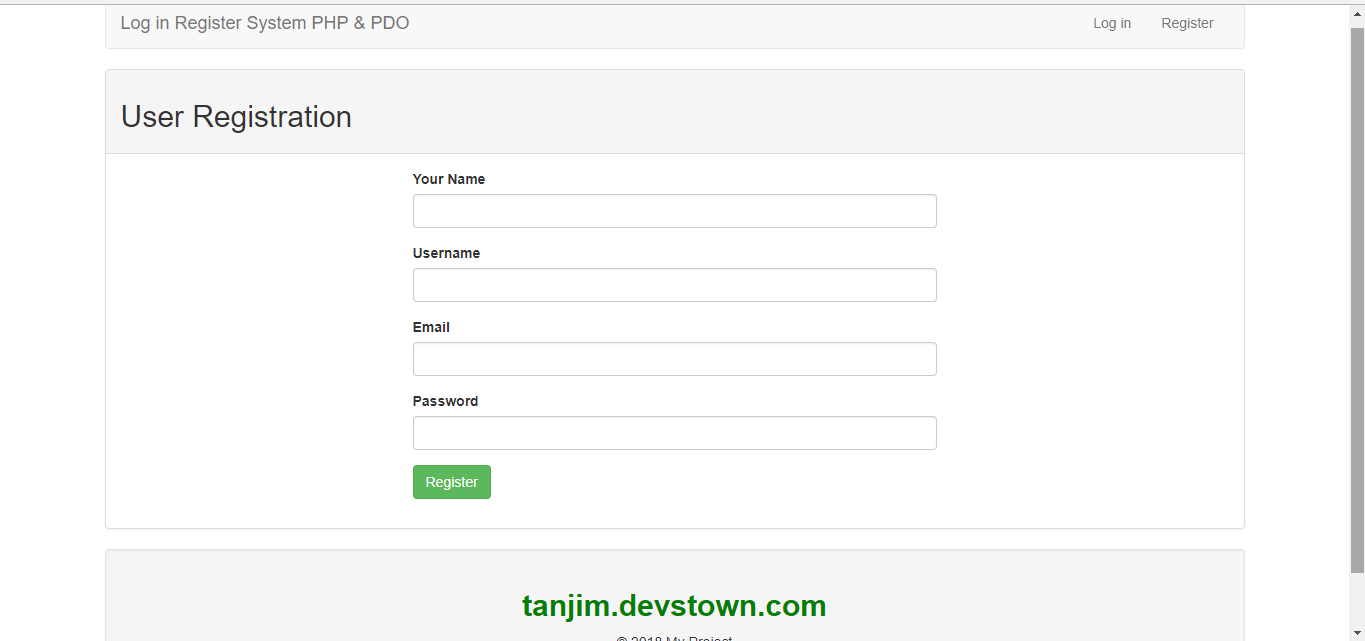 Log in Register System PHP & PDO Log in Register
User Registration
Your Name
Username
Email
Password
Register
tanjim.devstown.com
© 2018 My Project